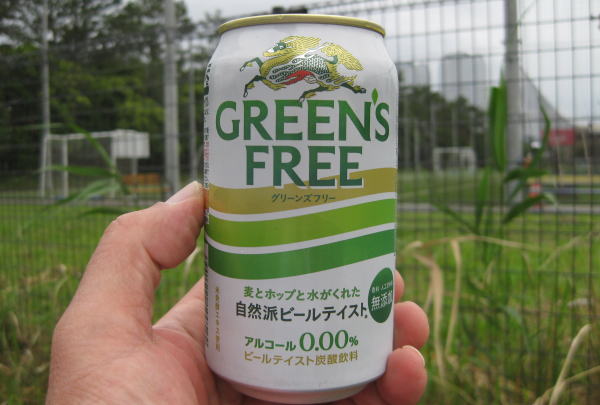 GREEN'S
FREE
グリーンズフリー
麦とホップと水がくれた
自然派ビールテイスト。
無添加
アルコール0.00%
ビールテイスト炭酸飲料